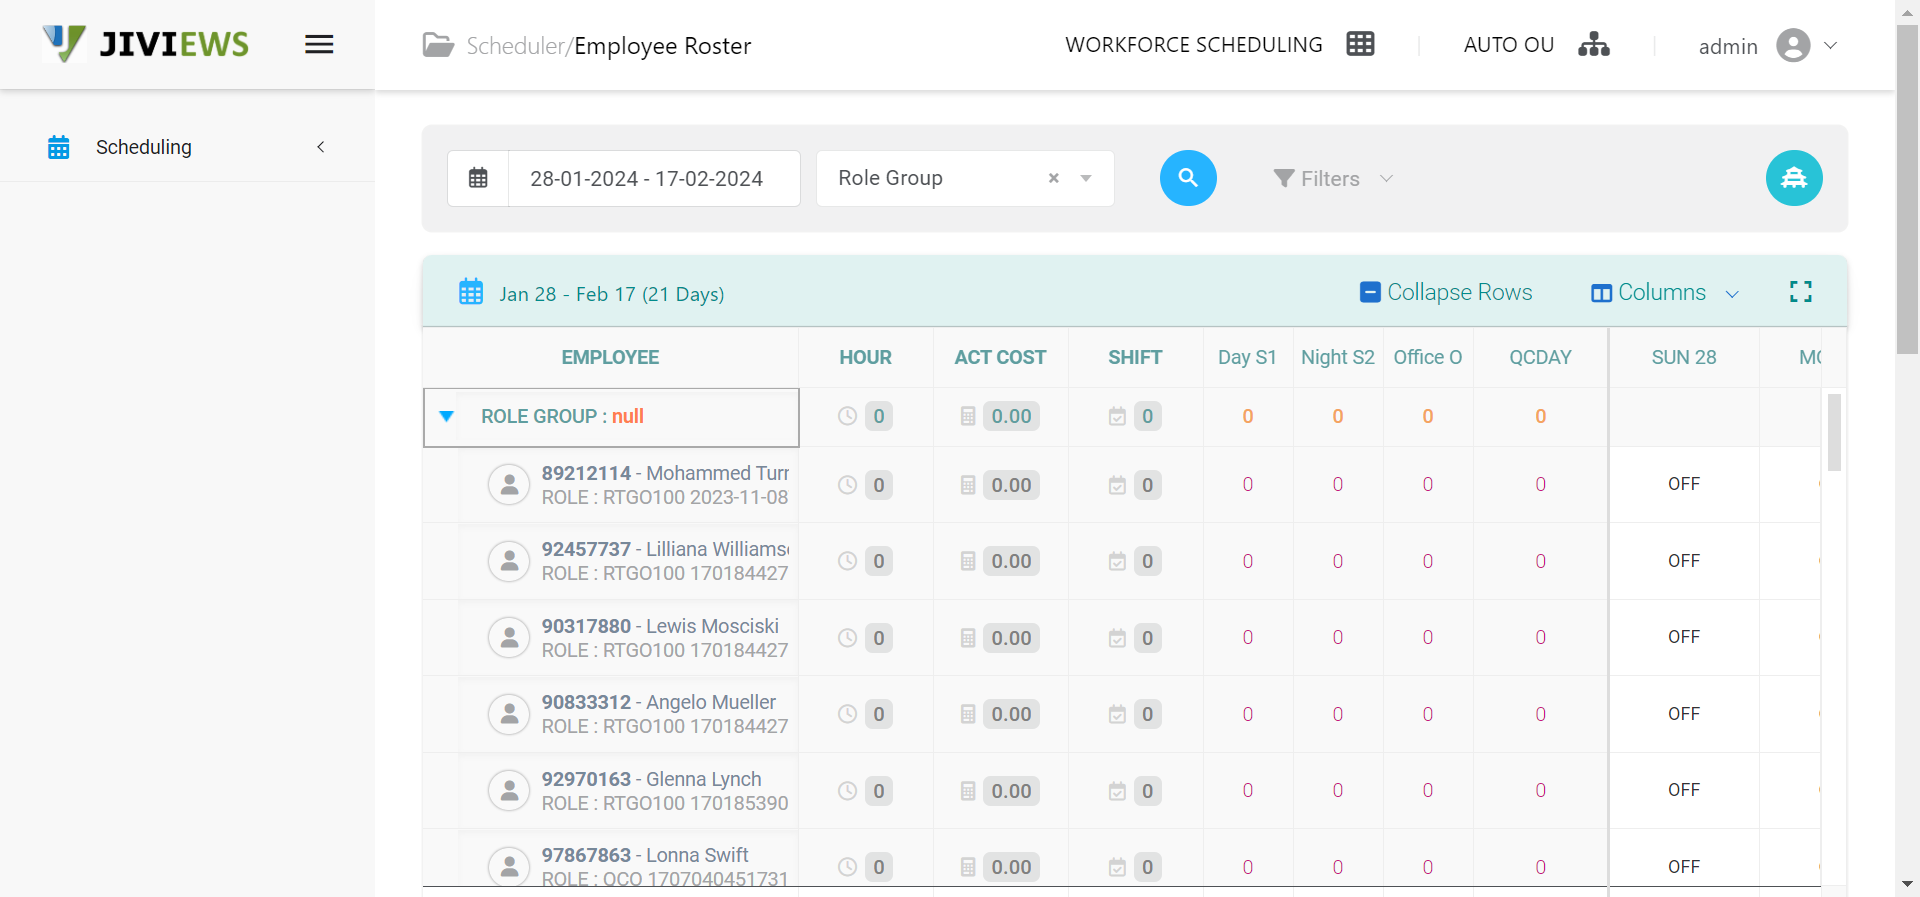 JIVIEWS
Scheduler/Employee Roster
WORKFORCE SCHEDULING
AUTO OU
admin
Scheduling
28-01-2024 - 17-02-2024
Role Group
Filters
Jan 28 - Feb 17 (21 Days)
Collapse Rows
Columns
EMPLOYEE HOUR ACT COST SHIFT Day S1 Night S2 Office O QCDAY SUN 28
ROLE GROUP : null 0 0.00 0 0 0 0 0
89212114 - Mohammed
ROLE : RTGO100 2023-11-08
0 0.00 0 0 0 0 0 OFF
92457737 - Lilliana
ROLE : RTGO100 170184427
0 0.00 0 0 0 0 0 OFF
90317880 - Lewis Mosciski
ROLE : RTGO100 170184427
0 0.00 0 0 0 0 0 OFF
90833312 - Angelo Mueller
ROLE : RTGO100 170184427
0 0.00 0 0 0 0 0 OFF
92970163 - Glenna Lynch
ROLE : RTGO100 170185390
0 0.00 0 0 0 0 0 OFF
97867863 - Lonna Swift
ROLE : QCO 1707040451731
0 0.00 0 0 0 0 0 OFF